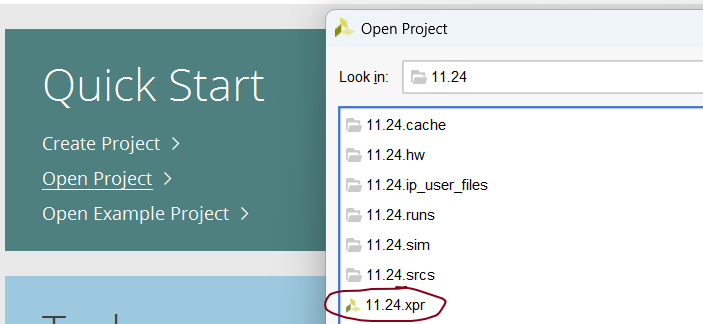 Quick Start
Create Project
Open Project
Open Example Project
Open Project
Look in: 11.24
11.24.cache
11.24.hw
11.24.ip_user_files
11.24.runs
11.24.sim
11.24.srcs
11.24.xpr